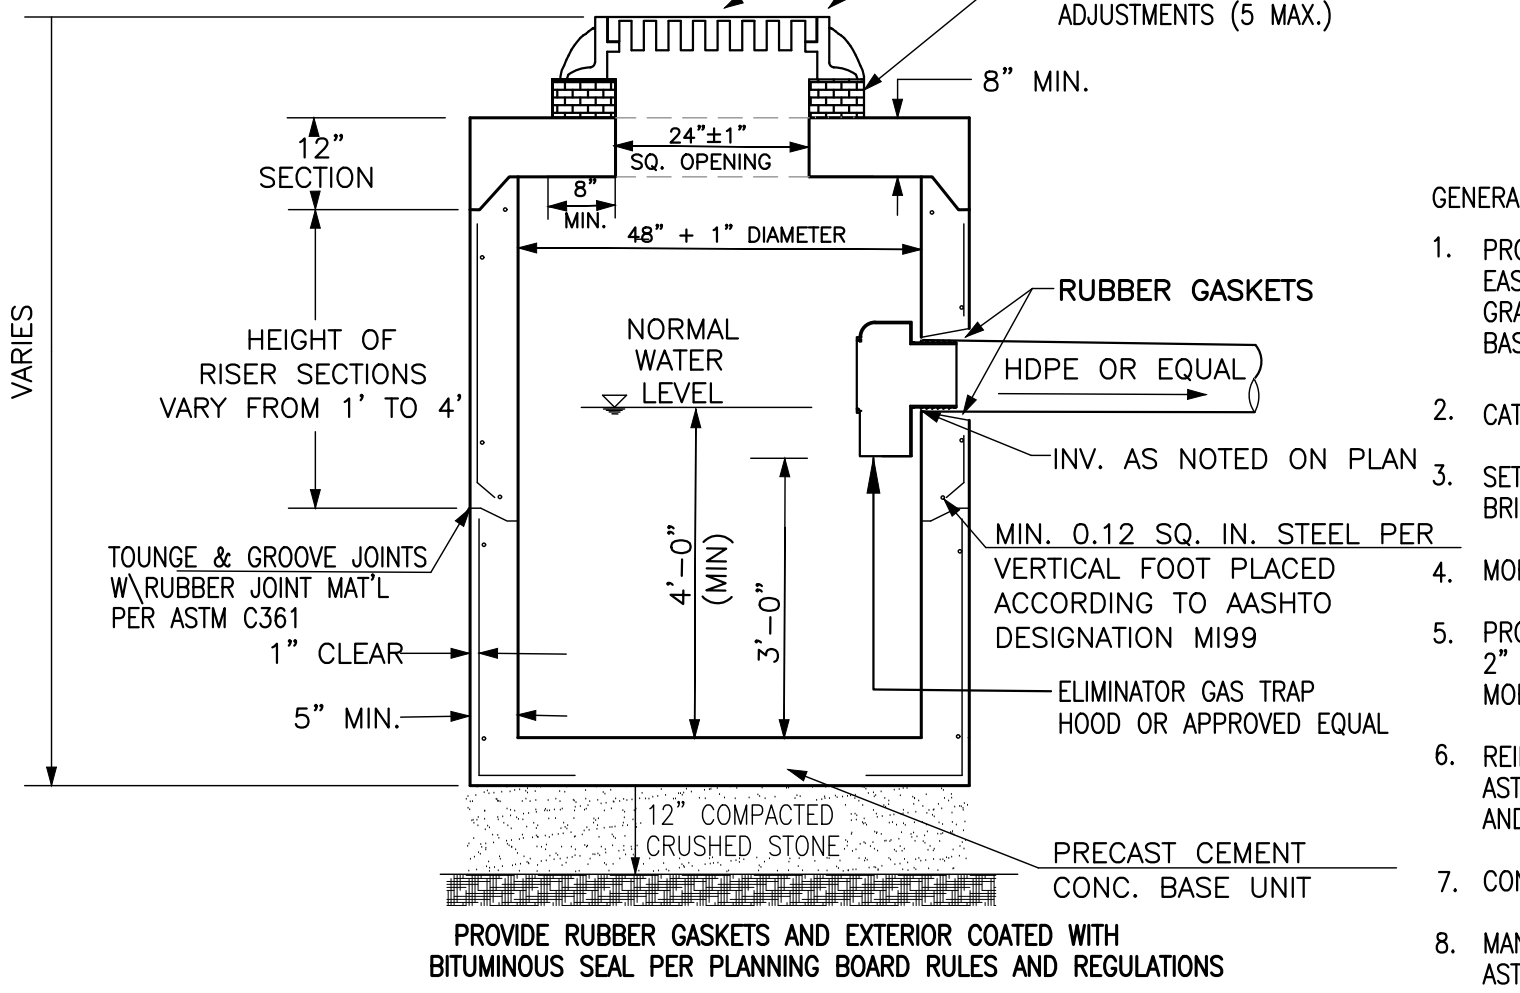 ADJUSTMENTS (5 MAX.)
8" MIN.
12"
SECTION
24"±1"
SQ. OPENING
8"
MIN.
48" + 1" DIAMETER
VARIES
HEIGHT OF
RISER SECTIONS
VARY FROM 1' TO 4'
NORMAL
WATER
LEVEL
RUBBER GASKETS
HDPE OR EQUAL
INV. AS NOTED ON PLAN
TOUNGE & GROOVE JOINTS
W\RUBBER JOINT MAT'L
PER ASTM C361
1" CLEAR
5" MIN.
4'-0"
(MIN)
3'-0"
MIN. 0.12 SQ. IN. STEEL PER
VERTICAL FOOT PLACED
ACCORDING TO AASHTO
DESIGNATION MI99
ELIMINATOR GAS TRAP
HOOD OR APPROVED EQUAL
12" COMPACTED
CRUSHED STONE
PRECAST CEMENT
CONC. BASE UNIT
PROVIDE RUBBER GASKETS AND EXTERIOR COATED WITH
BITUMINOUS SEAL PER PLANNING BOARD RULES AND REGULATIONS
GENERA
1. PRO
EAS
GRA
BAS
2. CAT
3. SET
BRI
4. MO
5. PRO
2"
MO
6. REI
AST
AND
7. CON
8. MAN
AST